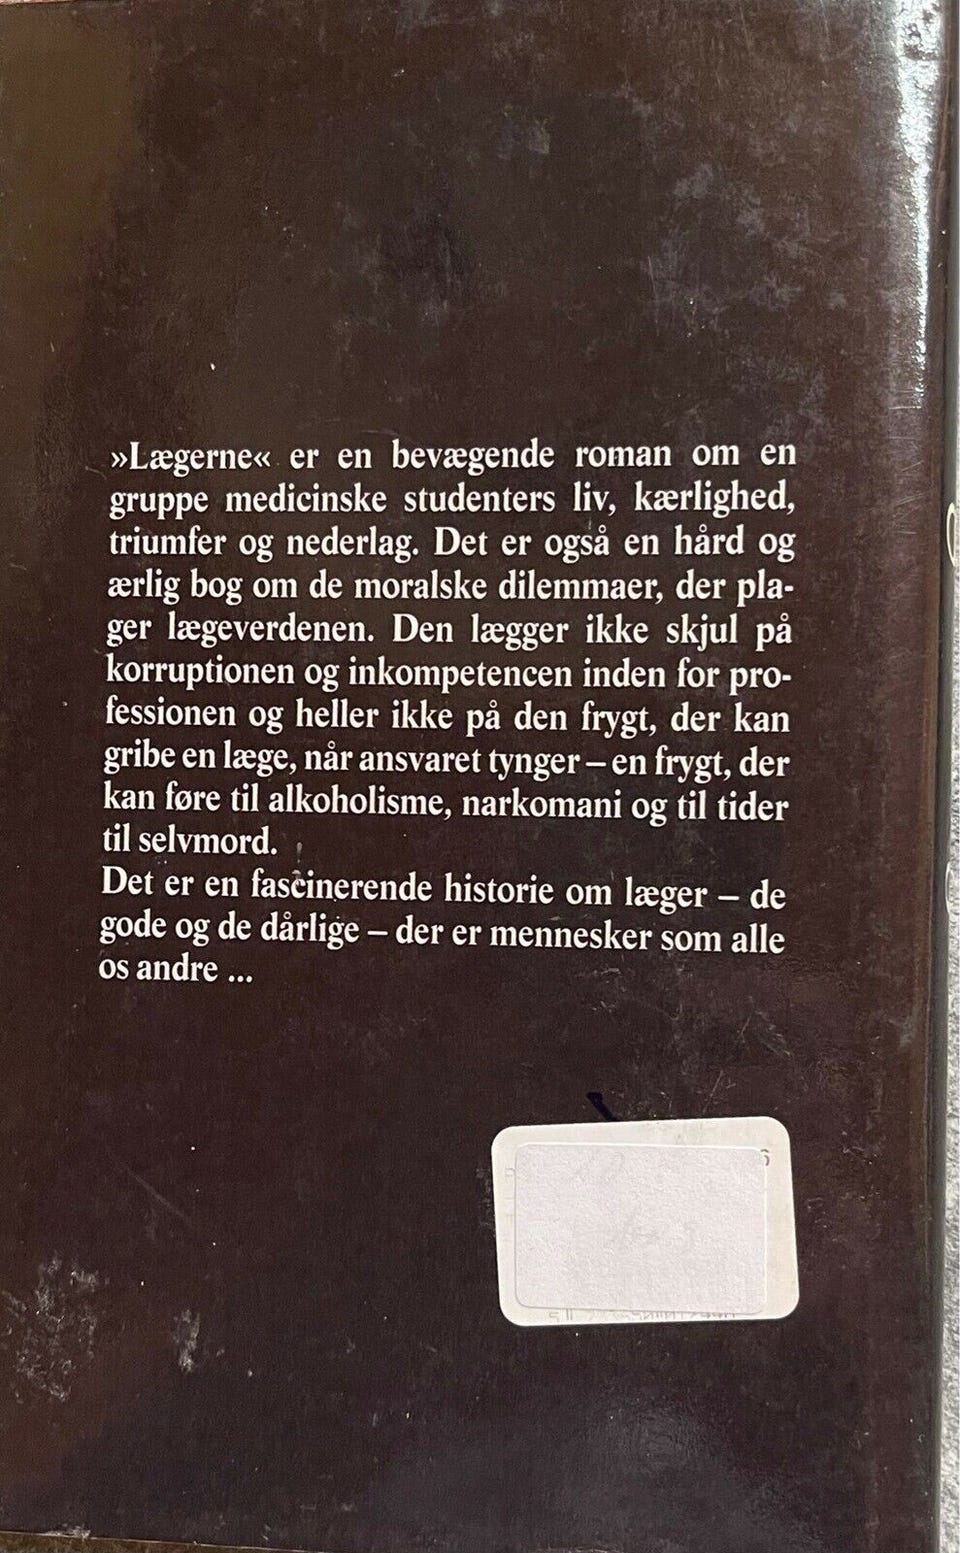 »Lægerne« er en bevægende roman om en
gruppe medicinske studenters liv, kærlighed,
triumfer og nederlag. Det er også en hård og
ærlig bog om de moralske dilemmaer, der pla-
ger lægeverdenen. Den lægger ikke skjul på
korruptionen og inkompetencen inden for pro-
fessionen og heller ikke på den frygt, der kan
gribe en læge, når ansvaret tynger – en frygt, der
kan føre til alkoholisme, narkomani og til tider
til selvmord.
Det er en fascinerende historie om læger – de
gode og de dårlige – der er mennesker som alle
os andre ...